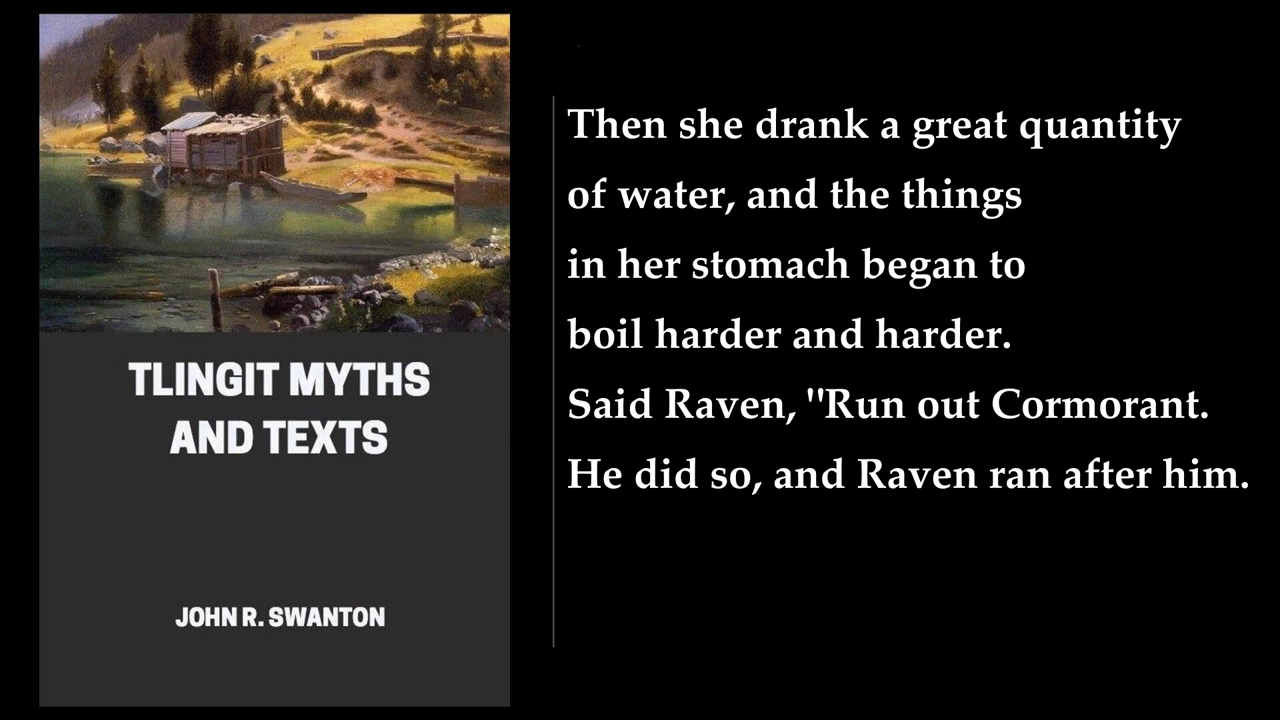 TLINGIT MYTHS
AND TEXTS
JOHN R. SWANTON
Then she drank a great quantity
of water, and the things
in her stomach began to
boil harder and harder.
Said Raven, "Run out Cormorant.
He did so, and Raven ran after him.